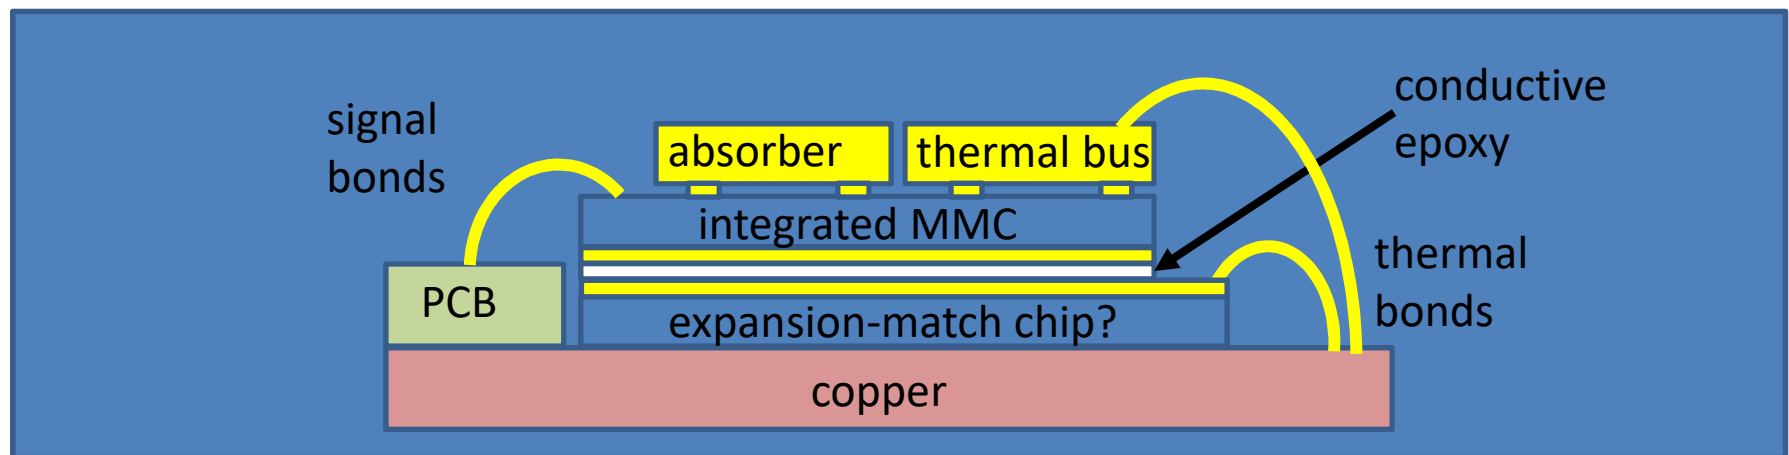 signal
bonds
absorber
thermal bus
conductive
epoxy
integrated MMC
thermal
bonds
PCB
expansion-match chip?
copper